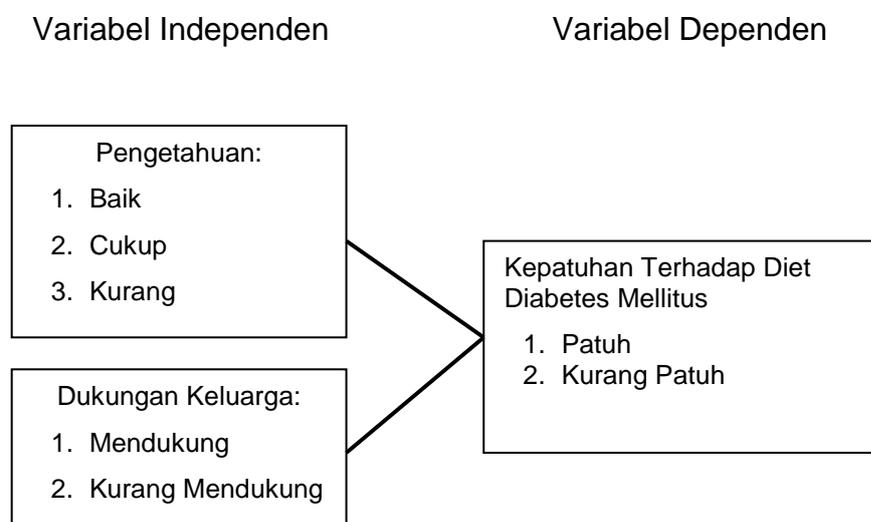 Variabel Independen
Variabel Dependen
Pengetahuan:
1. Baik
2. Cukup
3. Kurang
Dukungan Keluarga:
1. Mendukung
2. Kurang Mendukung
Kepatuhan Terhadap Diet
Diabetes Mellitus
1. Patuh
2. Kurang Patuh